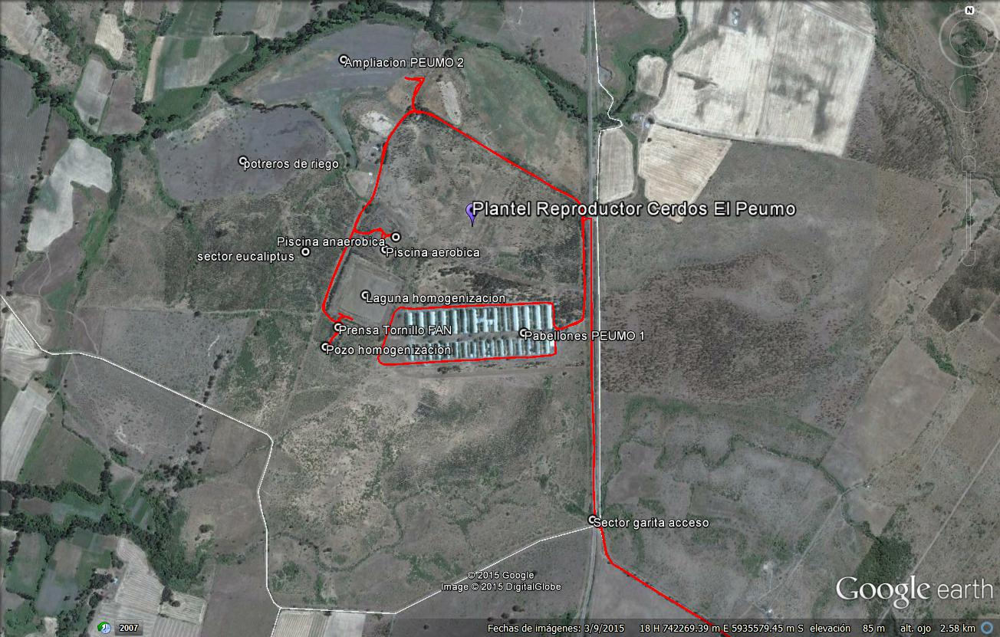 N
Ampliacion PEUMO 2
potreros de riego
Plantel Reproductor Cerdos El Peumo
Piscina anaerobica
Piscina aerobica
sector eucaliptus
Laguna homogenizacion
Prensa Tornillo FAN
Pabellones PEUMO 1
Pozo homogenizacion
Sector garita acceso
© 2015 Google
Image © 2015 DigitalGlobe
Google earth
2007
Fechas de imágenes: 3/9/2015 18 H 742269.39 m E 5935579.45 m S elevación 85 m alt. ojo 2.58 km